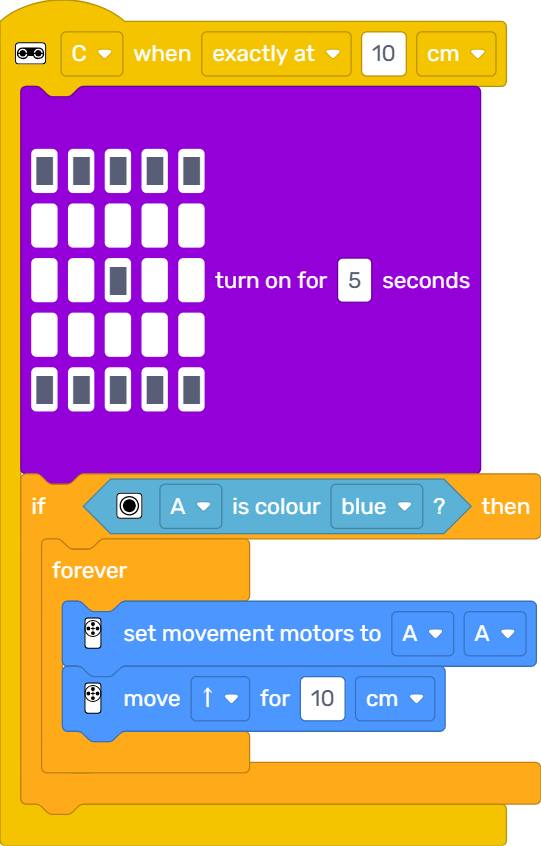 C when exactly at 10 cm
turn on for 5 seconds
if A is colour blue ? then
forever
set movement motors to A A
move ↑ for 10 cm